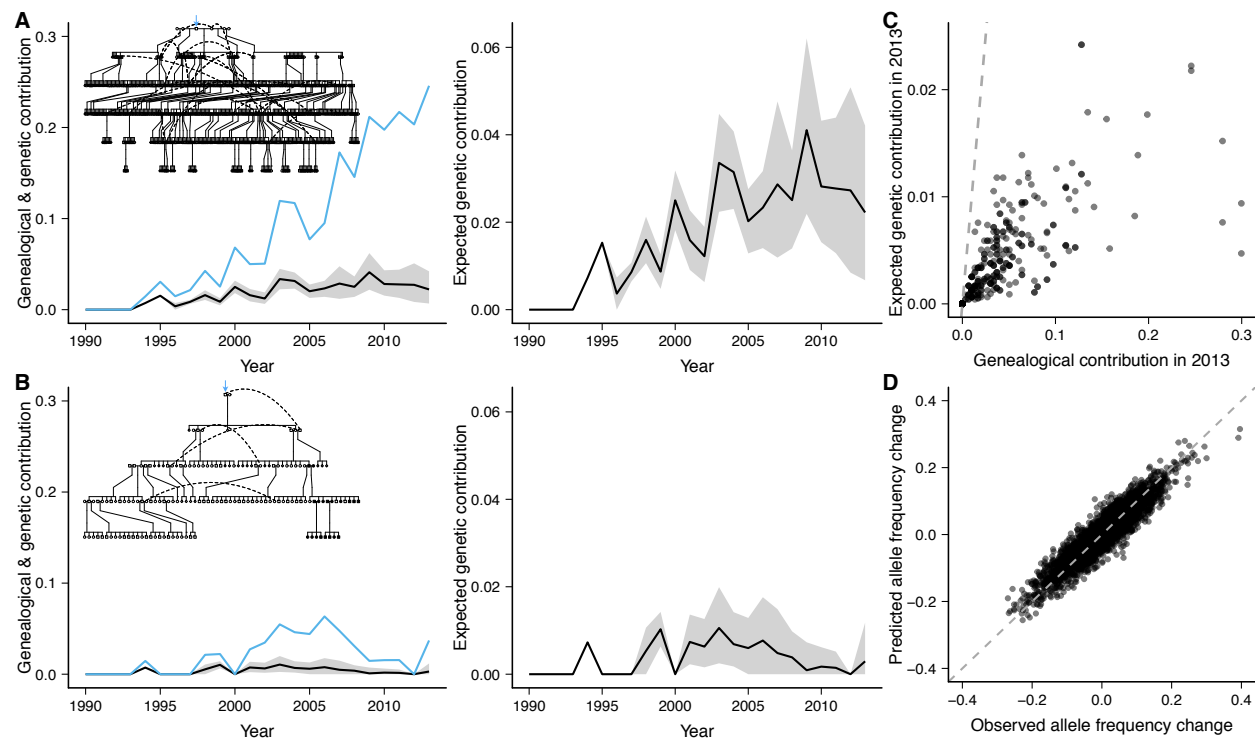 A
Genealogical & genetic contribution
0.3
0.2
0.1
0.0
1990 1995 2000 2005 2010
Year
Expected genetic contribution
0.06
0.04
0.02
0.00
1990 1995 2000 2005 2010
Year
C
Expected genetic contribution in 2013
0.02
0.01
0.00
0.0 0.1 0.2 0.3
Genealogical contribution in 2013
B
Genealogical & genetic contribution
0.3
0.2
0.1
0.0
1990 1995 2000 2005 2010
Year
Expected genetic contribution
0.06
0.04
0.02
0.00
1990 1995 2000 2005 2010
Year
D
Predicted allele frequency change
0.4
0.2
0.0
−0.2
−0.4
−0.4 −0.2 0.0 0.2 0.4
Observed allele frequency change